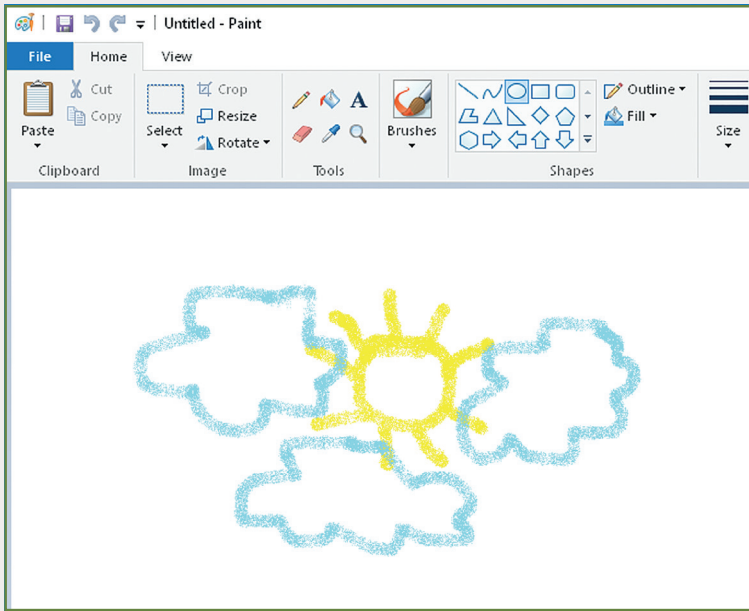 Untitled - Paint
File Home View
Paste
Cut
Copy
Clipboard
Select
Crop
Resize
Rotate
Image
A
Tools
Brushes
Outline
Fill
Shapes
Size